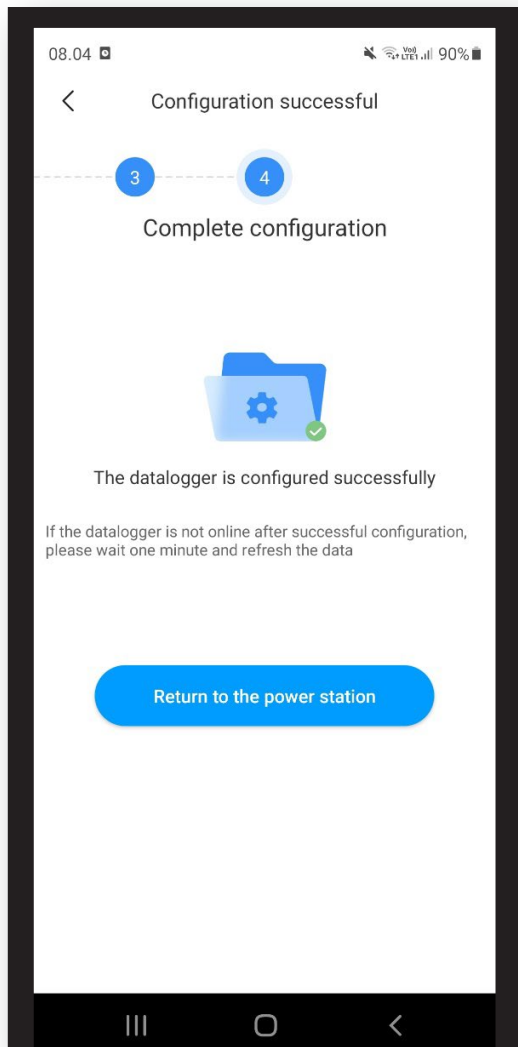 08.04 90%
Configuration successful
3 4
Complete configuration
The datalogger is configured successfully
If the datalogger is not online after successful configuration,
please wait one minute and refresh the data
Return to the power station